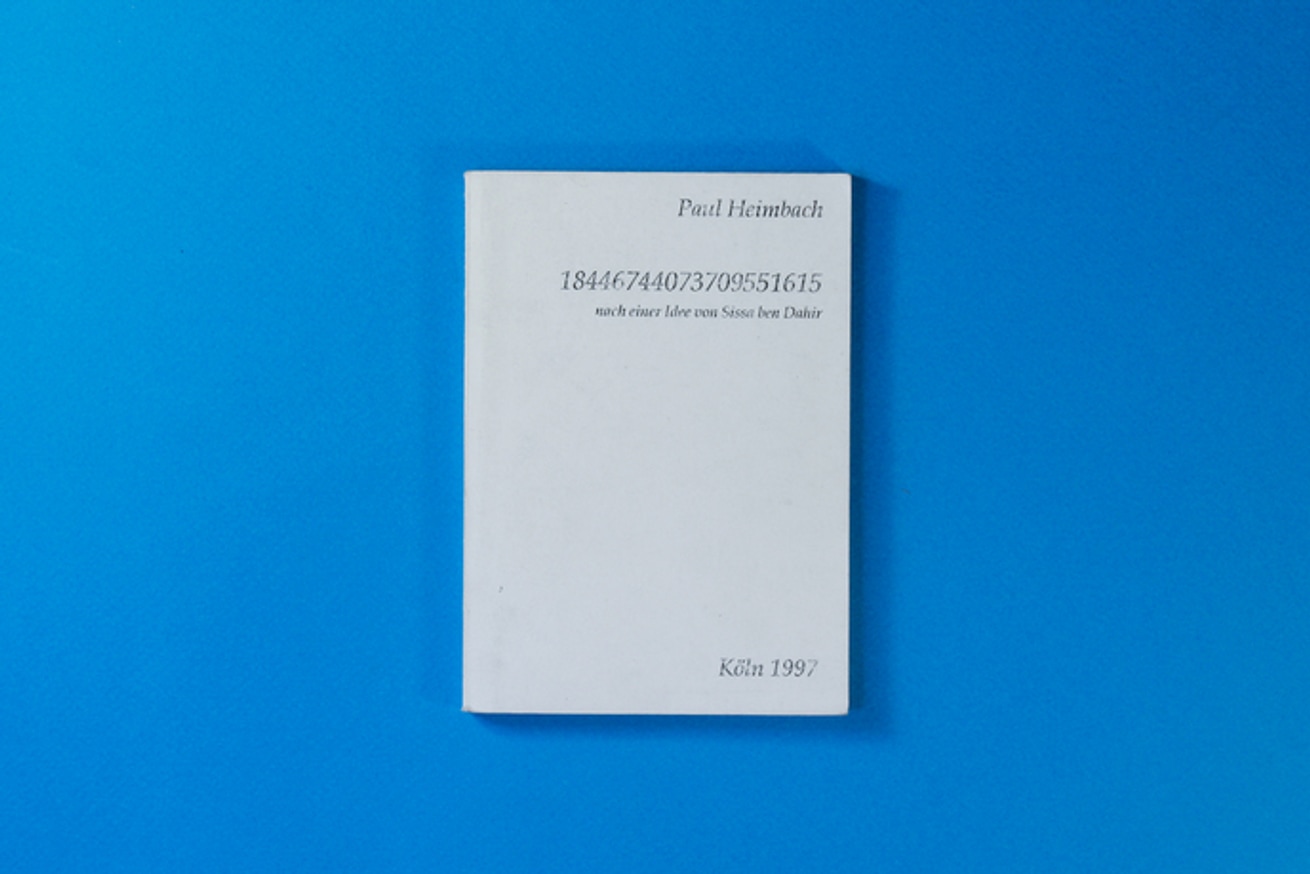 Paul Heimbach
18446744073709551615
nach einer Idee von Sissa ben Dahir
Köln 1997